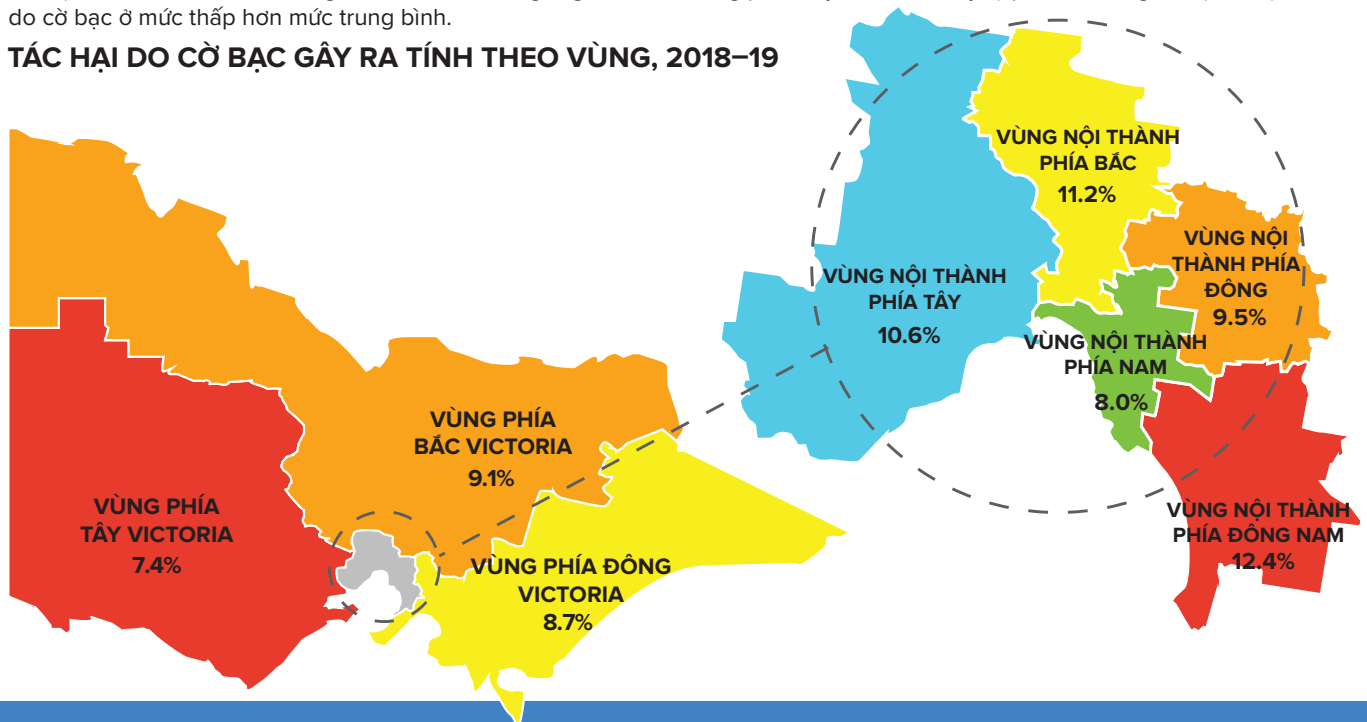 do cờ bạc ở mức thấp hơn mức trung bình.
TÁC HẠI DO CỜ BẠC GÂY RA TÍNH THEO VÙNG, 2018–19
VÙNG NỘI THÀNH
PHÍA BẮC
11.2%
VÙNG NỘI
THÀNH PHÍA
ĐÔNG
9.5%
VÙNG NỘI THÀNH
PHÍA TÂY
10.6%
VÙNG NỘI THÀNH
PHÍA NAM
8.0%
VÙNG PHÍA
BẮC VICTORIA
9.1%
VÙNG PHÍA
TÂY VICTORIA
7.4%
VÙNG NỘI THÀNH
PHÍA ĐÔNG NAM
12.4%
VÙNG PHÍA ĐÔNG
VICTORIA
8.7%